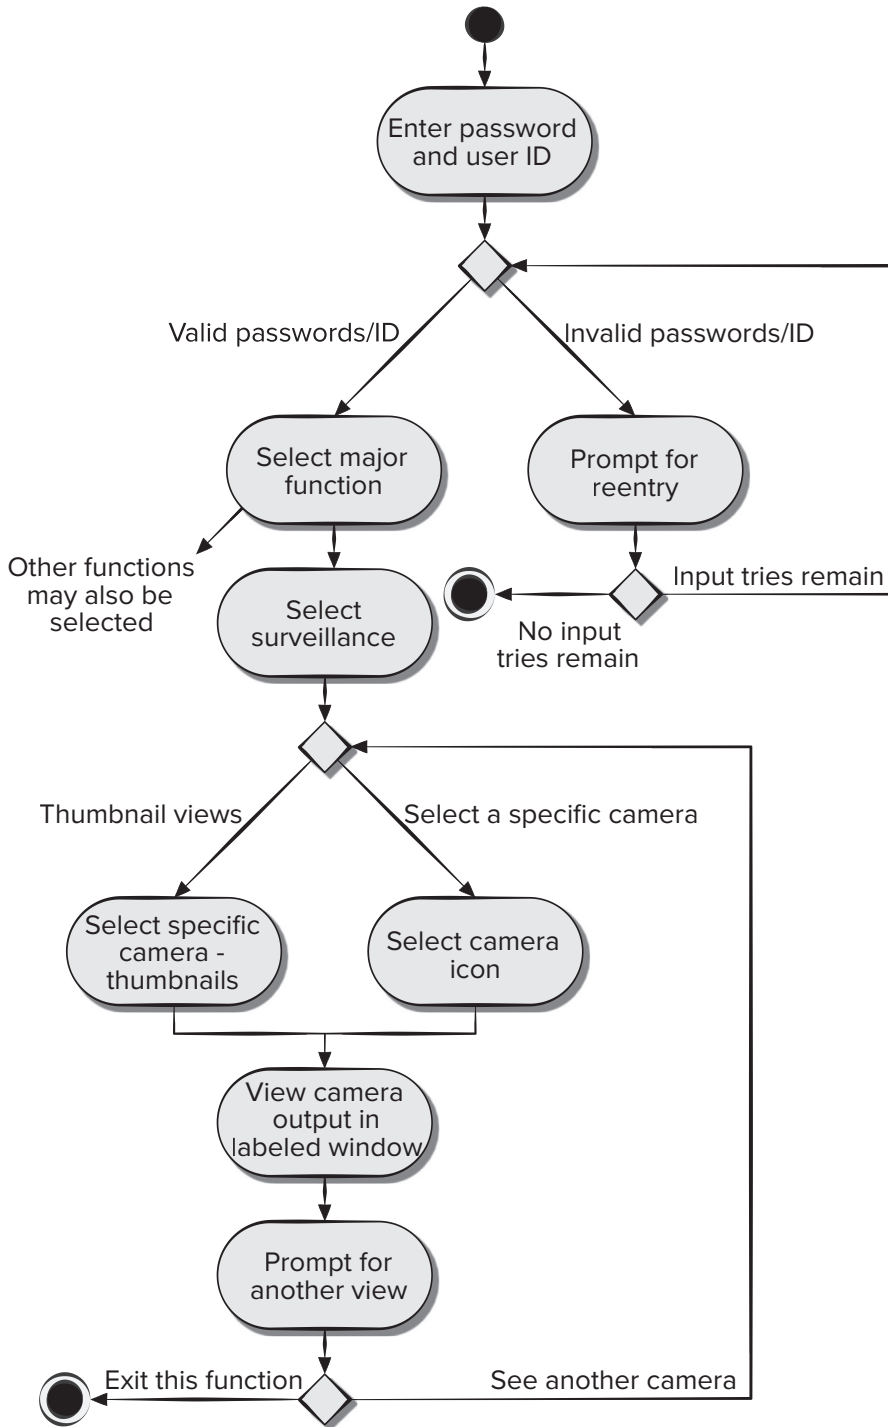 Enter password
and user ID
Valid passwords/ID
Invalid passwords/ID
Select major
function
Prompt for
reentry
Other functions
may also be
selected
Select
surveillance
Input tries remain
No input
tries remain
Thumbnail views
Select a specific camera
Select specific
camera -
thumbnails
Select camera
icon
View camera
output in
labeled window
Prompt for
another view
Exit this function
See another camera